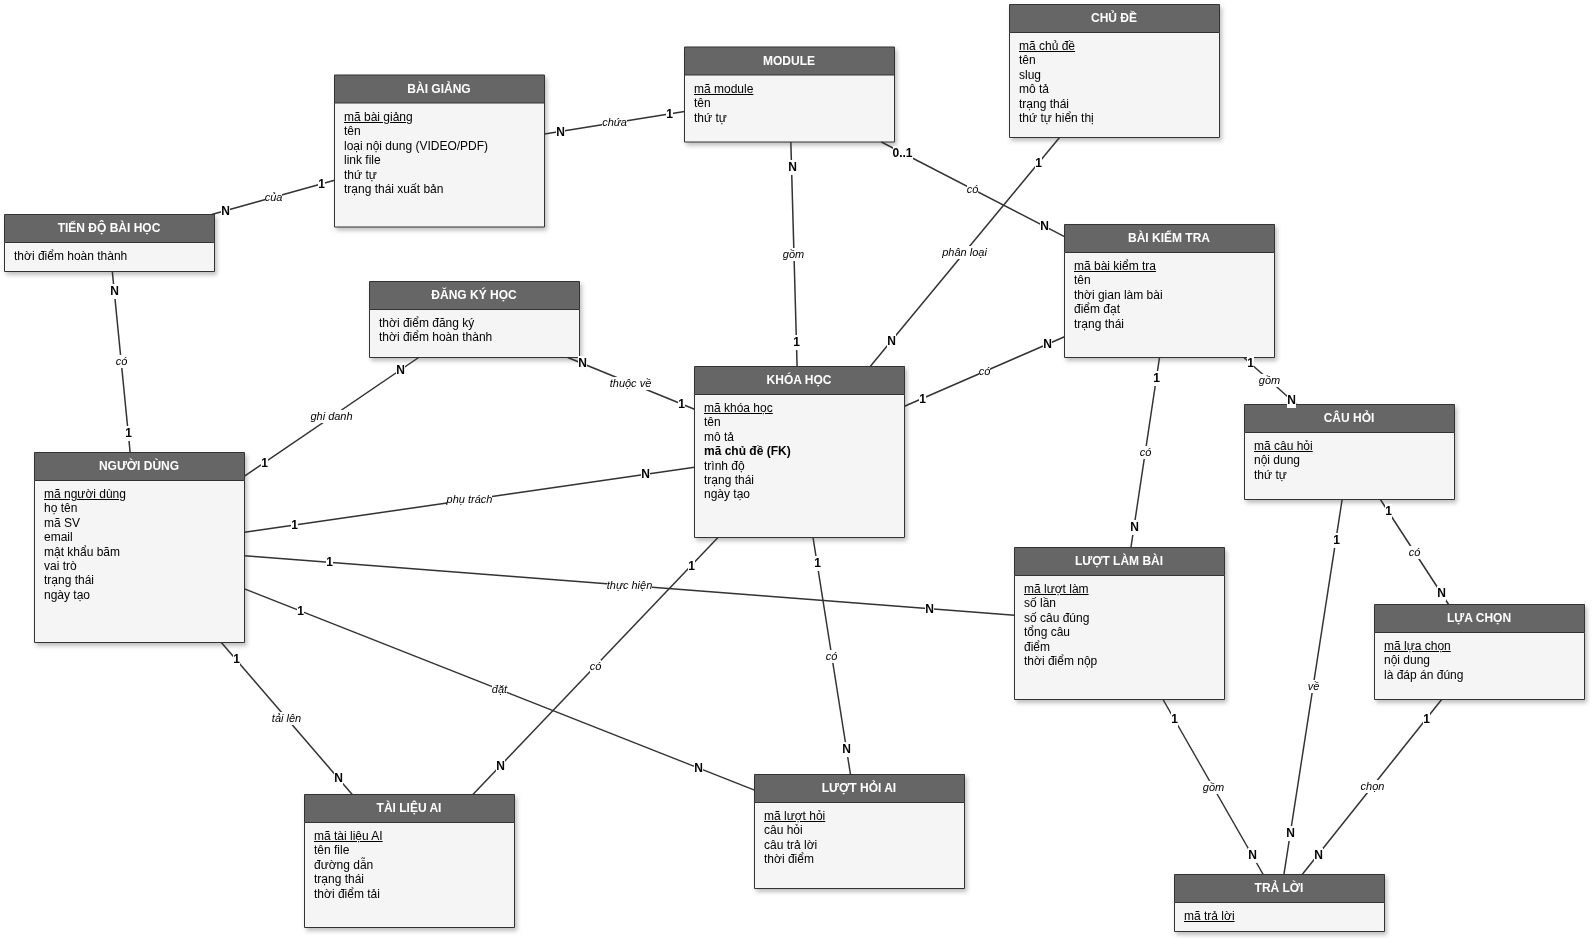 CHỦ ĐỀ
mã chủ đề
tên
slug
mô tả
trạng thái
thứ tự hiển thị
MODULE
mã module
tên
thứ tự
BÀI GIẢNG
mã bài giảng
tên
loại nội dung (VIDEO/PDF)
link file
thứ tự
trạng thái xuất bản
N
chứa
1
0..1
có
N
1
phân loại
N
N
gồm
1
1
của
N
TIẾN ĐỘ BÀI HỌC
thời điểm hoàn thành
BÀI KIỂM TRA
mã bài kiểm tra
tên
thời gian làm bài
điểm đạt
trạng thái
ĐĂNG KÝ HỌC
thời điểm đăng ký
thời điểm hoàn thành
N
có
1
N
ghi danh
1
N
thuộc về
1
N
có
1
1
gồm
N
KHÓA HỌC
mã khóa học
tên
mô tả
mã chủ đề (FK)
trình độ
trạng thái
ngày tạo
CÂU HỎI
mã câu hỏi
nội dung
thứ tự
NGƯỜI DÙNG
mã người dùng
họ tên
mã SV
email
mật khẩu băm
vai trò
trạng thái
ngày tạo
1
phụ trách
N
1
thực hiện
N
1
đặt
N
1
có
N
1
có
N
1
có
N
1
có
N
LƯỢT LÀM BÀI
mã lượt làm
số lần
số câu đúng
tổng câu
điểm
thời điểm nộp
LỰA CHỌN
mã lựa chọn
nội dung
là đáp án đúng
1
tải lên
N
1
về
N
1
gồm
N
1
chọn
N
TÀI LIỆU AI
mã tài liệu AI
tên file
đường dẫn
trạng thái
thời điểm tải
LƯỢT HỎI AI
mã lượt hỏi
câu hỏi
câu trả lời
thời điểm
TRẢ LỜI
mã trả lời